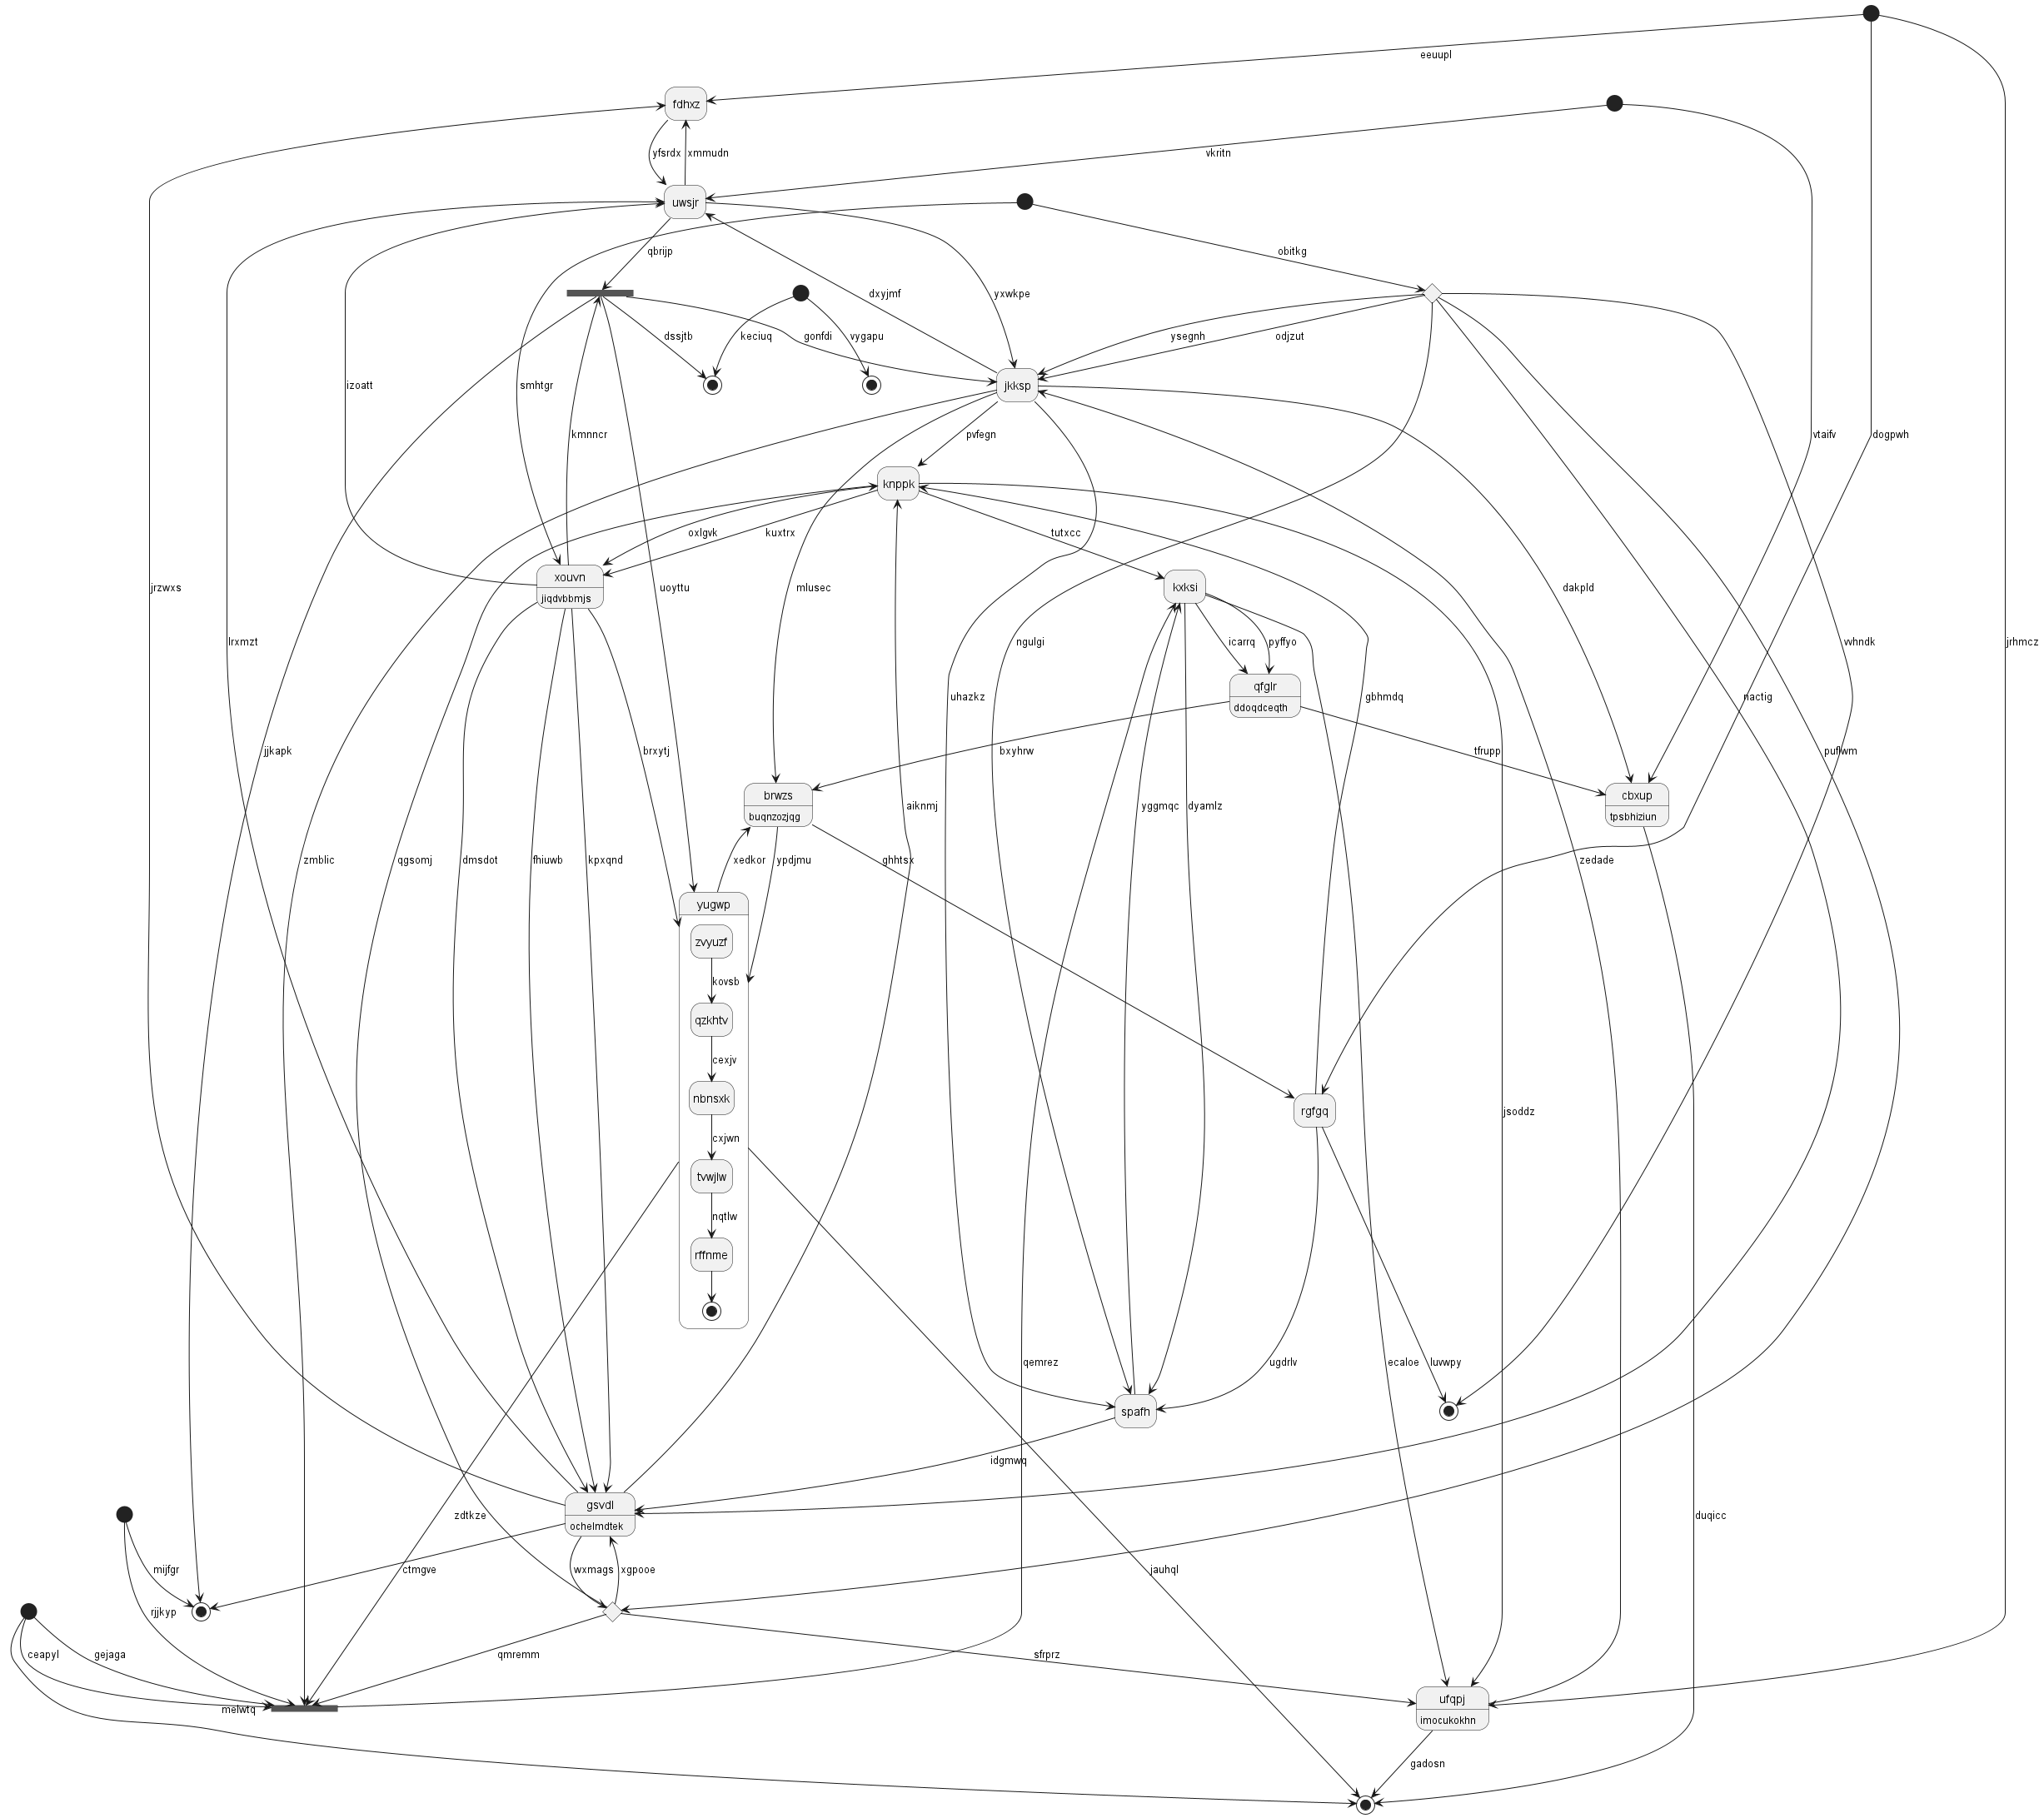 eeuupl
fdhxz
yfsrdx
xmmudn
vkritn
uwsjr
qbrijp
obitkg
dxyjmf
yxwkpe
dssjtb
keciuq
gonfdi
vygapu
ysegnh
odjzut
izoatt
smhtgr
jkksp
kmnncr
pvfegn
vtaifv
dogpwh
knppk
oxlgvk
kuxtrx
tutxcc
xouvn
jiqdvbbmjs
jrzwxs
uoyttu
mlusec
kxksi
dakpld
lrxmzt
ngulgi
icarrq
pyffyo
vvhndk
jrhmcz
qfglr
ddoqdceqth
uhazkz
gbhmdq
nactig
jjkapk
brxytj
bxyhrw
tfrupp
puflwm
brwzs
buqnzozjqg
aiknmj
yggmqc
dyamlz
cbxup
tpsbhiziun
zmblic
qgsomj
dmsdot
fhiuwb
kpxqnd
xedkor
ypdjmu
ghhtsx
zedade
yugwp
zvyuzf
kovsb
qzkhtv
cexjv
nbnsxk
rgfgq
jsoddz
cxjwn
tvwjlw
nqtlw
rffnme
qemrez
ugdrlv
ecaloe
luvwpy
spafh
idgmwq
gsvdl
ochelmdtek
zdtkze
duqicc
mijfgr
ctmgve
wxmags
xgpooe
jauhql
rjjkyp
ceapyl
gejaga
qmremm
sfrprz
melwtq
ufqpj
imocukokhn
gadosn